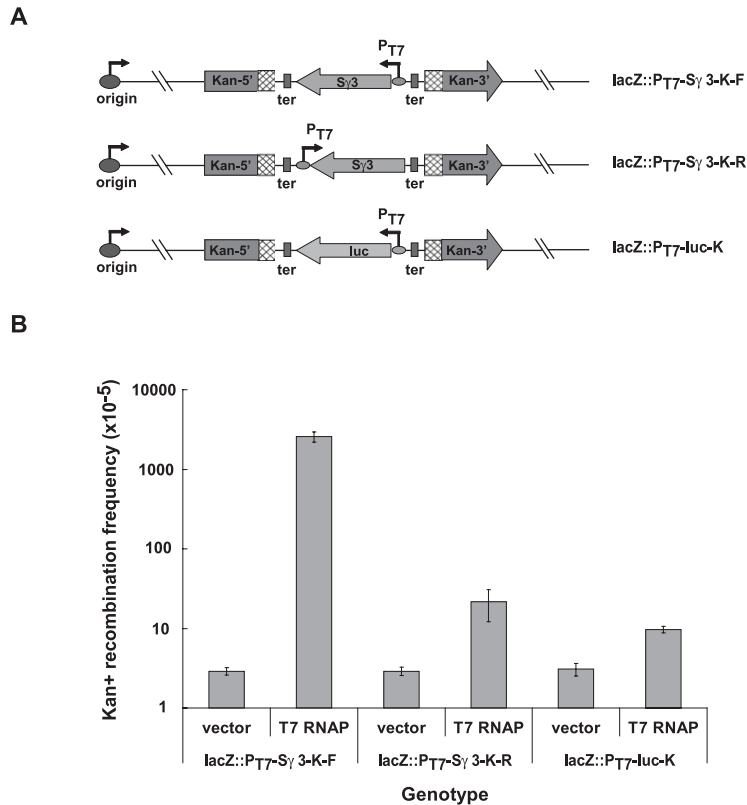 A
PT7
Kan-5' Sγ3 Kan-3' lacZ::PT7-Sγ 3-K-F
origin ter ter
PT7
Kan-5' Sγ3 Kan-3' lacZ::PT7-Sγ 3-K-R
origin ter ter
PT7
Kan-5' luc Kan-3' lacZ::PT7-luc-K
origin ter ter
B
Kan+ recombination frequency (x10-5)
10000
1000
100
10
1
vector T7 RNAP vector T7 RNAP vector T7 RNAP
lacZ::PT7-Sγ 3-K-F lacZ::PT7-Sγ 3-K-R lacZ::PT7-luc-K
Genotype